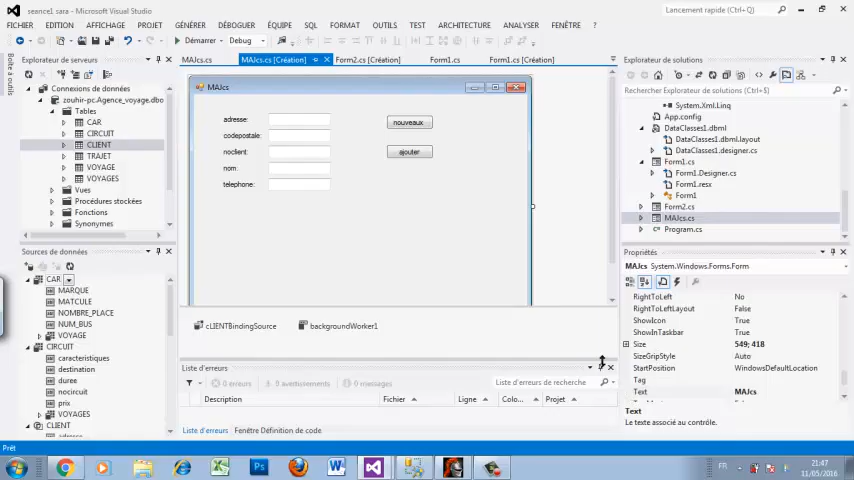 seance1 sara - Microsoft Visual Studio
Lancement rapide (Ctrl+Q)
FICHIER EDITION AFFICHAGE PROJET GÉNÉRER DÉBOGUER ÉQUIPE SQL FORMAT OUTILS TEST ARCHITECTURE ANALYSER FENÊTRE ?
Démarrer Debug
Boîte à outils
Explorateur de serveurs
Connexions de données
zouhir-pc.Agence_voyage.dbo
Tables
CAR
CIRCUIT
CLIENT
TRAJET
VOYAGE
VOYAGES
Vues
Procédures stockées
Fonctions
Synonymes
Sources de données
CAR
MARQUE
MATCULE
NOMBRE_PLACE
NUM_BUS
VOYAGE
CIRCUIT
caracteristiques
destination
duree
nocircuit
prix
VOYAGES
CLIENT
MAJcs.cs MAJcs.cs [Création] Form2.cs [Création] Form1.cs Form1.cs [Création]
MAJcs
adresse:
codepostale:
noclient:
nom:
telephone:
nouveaux
ajouter
cLIENTBindingSource backgroundWorker1
Liste d'erreurs
0 erreurs 0 avertissements 0 messages
Liste d'erreurs de recherche
Description Fichier Ligne Colo... Projet
Liste d'erreurs Fenêtre Définition de code
Explorateur de solutions
Rechercher Explorateur de solutions (Ctrl+$)
System.Xml.Linq
App.config
DataClasses1.dbml
DataClasses1.dbml.layout
DataClasses1.designer.cs
Form1.cs
Form1.Designer.cs
Form1.resx
Form1
Form2.cs
MAJcs.cs
Program.cs
Propriétés
MAJcs System.Windows.Forms.Form
RightToLeft No
RightToLeftLayout False
ShowIcon True
ShowInTaskbar True
Size 549; 418
SizeGripStyle Auto
StartPosition WindowsDefaultLocation
Tag
Text MAJcs
Text
Le texte associé au contrôle.
Prêt
FR
21:47
11/05/2016